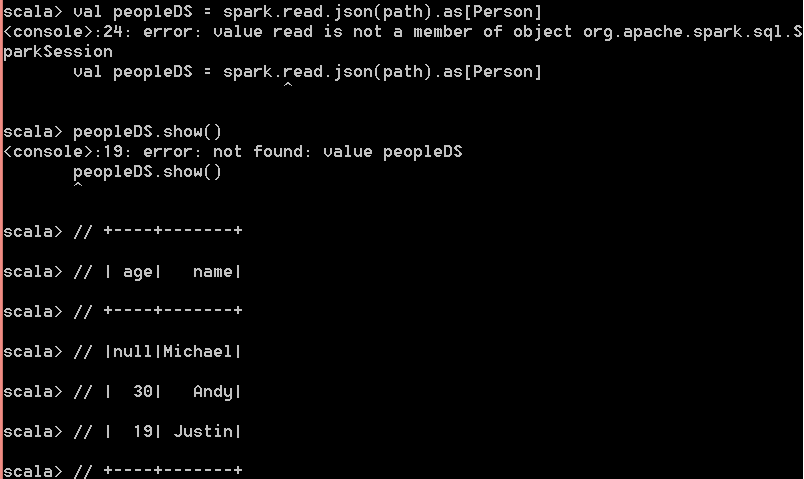 scala> val peopleDS = spark.read.json(path).as[Person]
<console>:24: error: value read is not a member of object org.apache.spark.sql.S
parkSession
       val peopleDS = spark.read.json(path).as[Person]
                            ^
scala> peopleDS.show()
<console>:19: error: not found: value peopleDS
       peopleDS.show()
       ^
scala> // +----+-------+
scala> // | age|   name|
scala> // +----+-------+
scala> // |null|Michael|
scala> // |  30|   Andy|
scala> // |  19| Justin|
scala> // +----+-------+